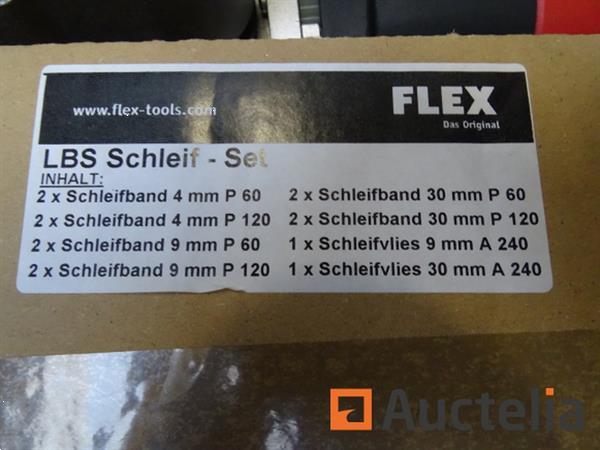 www.flex-tools.com
FLEX
Das Original
LBS Schleif - Set
INHALT:
2 x Schleifband 4 mm P 60
2 x Schleifband 4 mm P 120
2 x Schleifband 9 mm P 60
2 x Schleifband 9 mm P 120
2 x Schleifband 30 mm P 60
2 x Schleifband 30 mm P 120
1 x Schleifvlies 9 mm A 240
1 x Schleifvlies 30 mm A 240
Auctelia